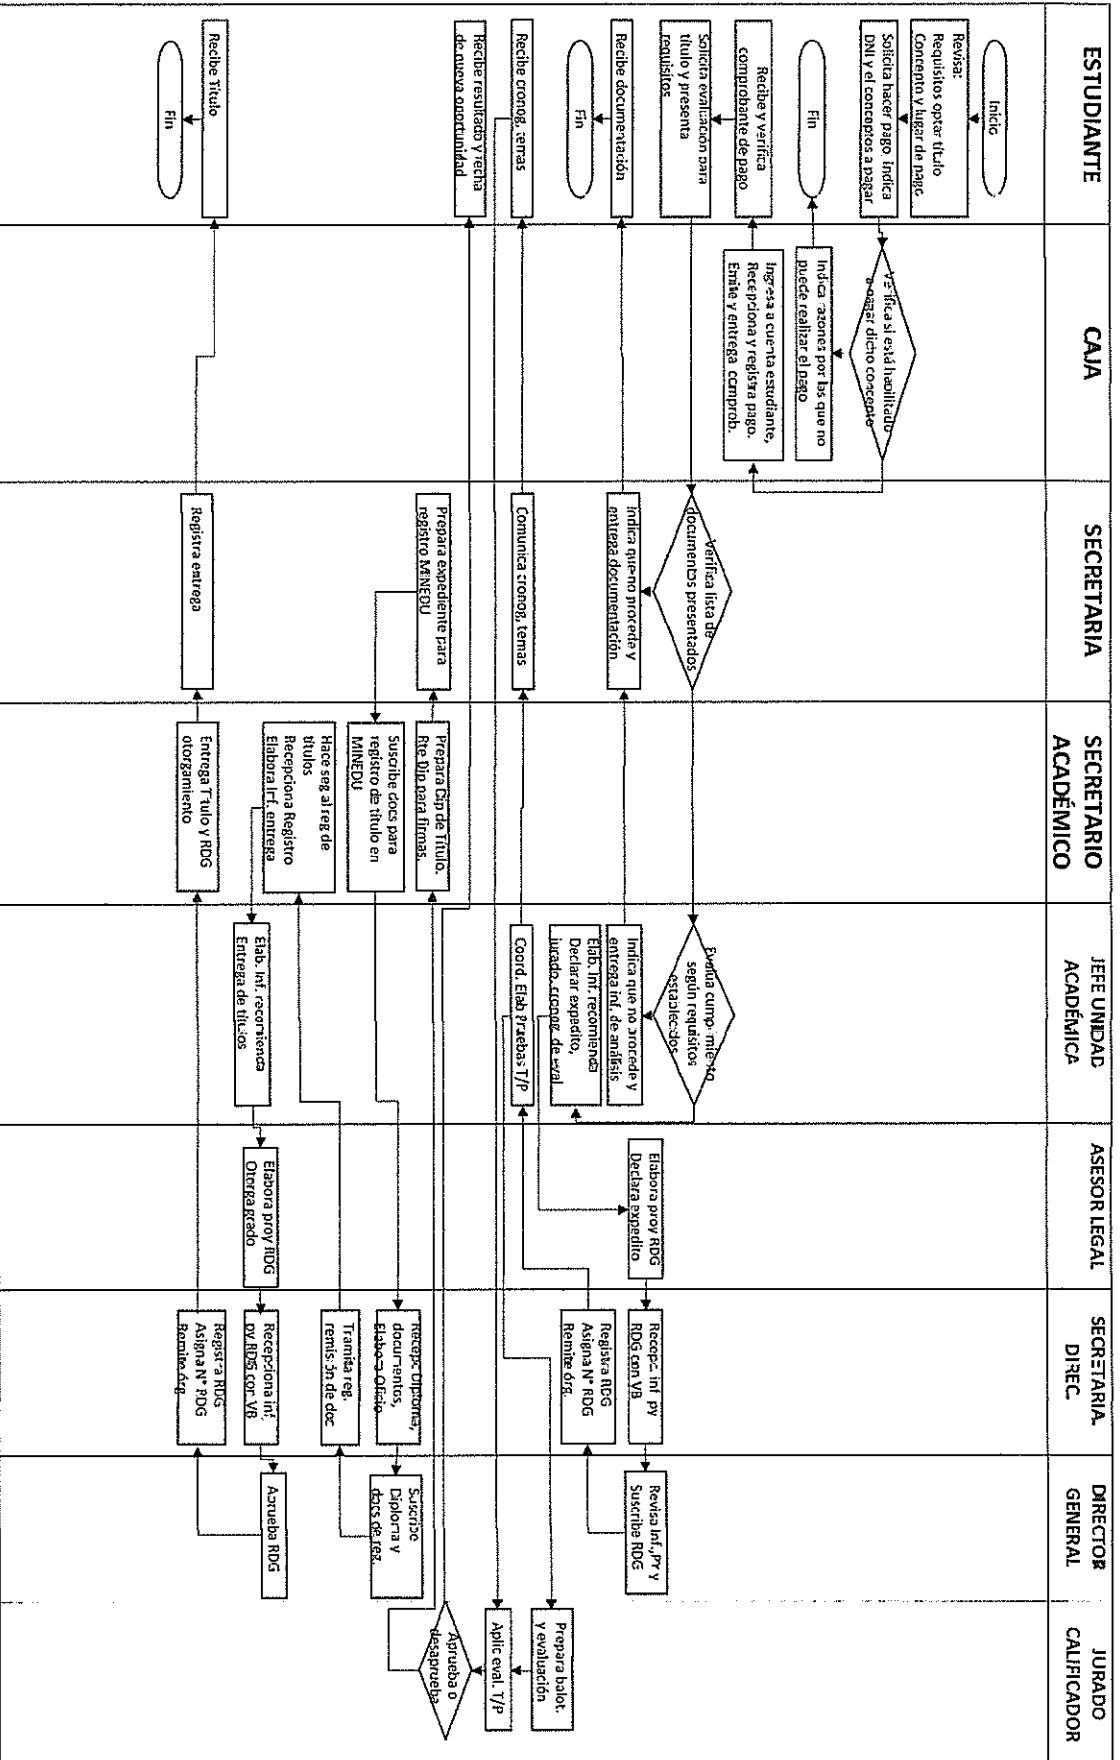 ESTUDIANTE
Inicio
Revisa:
Requisitos optar título
Concepto y lugar de pago
Solicita hacer pago. Indica
DNI y el conceptos a pagar
Fin
Recibe y verifica
comprobante de pago
Solicita evaluación para
título y presenta
requisitos
Recibe documentación
Fin
Recibe cronog, temas
Recibe resultado y fecha
de nueva oportunidad
Recibe Título
Fin
CAJA
Verifica si está habilitado
a pagar dicho concepto
Indica razones por las que no
puede realizar el pago
Ingresa a cuenta estudiante,
Recepciona y registra pago.
Emite y entrega comprob.
SECRETARIA
Verifica lista de
documentos presentados
Indica que no procede y
entrega documentación
Comunica cronog, temas
Prepara expediente para
registro MINEDU
Registra entrega
SECRETARIO
ACADÉMICO
Prepara Dip de Título.
Rte Dip para firmas.
Suscribe docs para
registro de título en
MINEDU
Hace seg al reg de
títulos
Recepciona Registro
Elabora Inf. entrega
Entrega Título y RDG
otorgamiento
JEFE UNIDAD
ACADÉMICA
Evalúa cumplimiento
según requisitos
establecidos
Indica que no procede y
entrega inf. de análisis
Elab. Inf. recomienda
Declarar expedito,
jurado, cronog. de eval
Coord. Elab Pruebas T/P
Elab. Inf. recomienda
Entrega de títulos
ASESOR LEGAL
Elabora proy RDG
Declara expedito
Elabora proy RDG
Otorga grado
SECRETARIA.
DIREC.
Recepc. inf py
RDG con VB
Registra RDG
Asigna N° RDG
Remite órg.
Recepc Diploma,
documentos,
Elabora Oficio
Tramita reg.
remisión de doc
Recepciona inf,
py RDG con VB
Registra RDG
Asigna N° RDG
Remite órg.
DIRECTOR
GENERAL
Revisa Inf.,PY y
Suscribe RDG
Suscribe
Diploma y
docs de reg.
Aprueba RDG
JURADO
CALIFICADOR
Prepara balot.
y evaluación
Aplic eval. T/P
Aprueba o
desaprueba